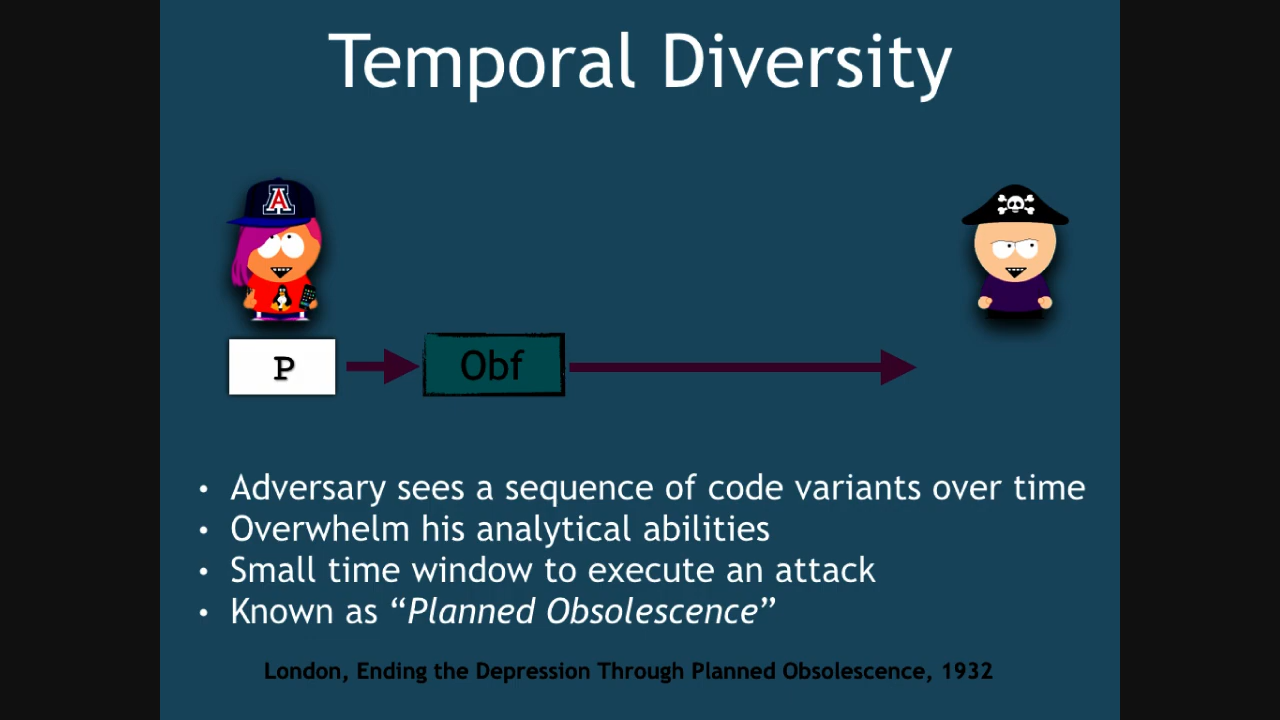 Temporal Diversity
A
P
Obf
• Adversary sees a sequence of code variants over time
• Overwhelm his analytical abilities
• Small time window to execute an attack
• Known as “Planned Obsolescence”
London, Ending the Depression Through Planned Obsolescence, 1932